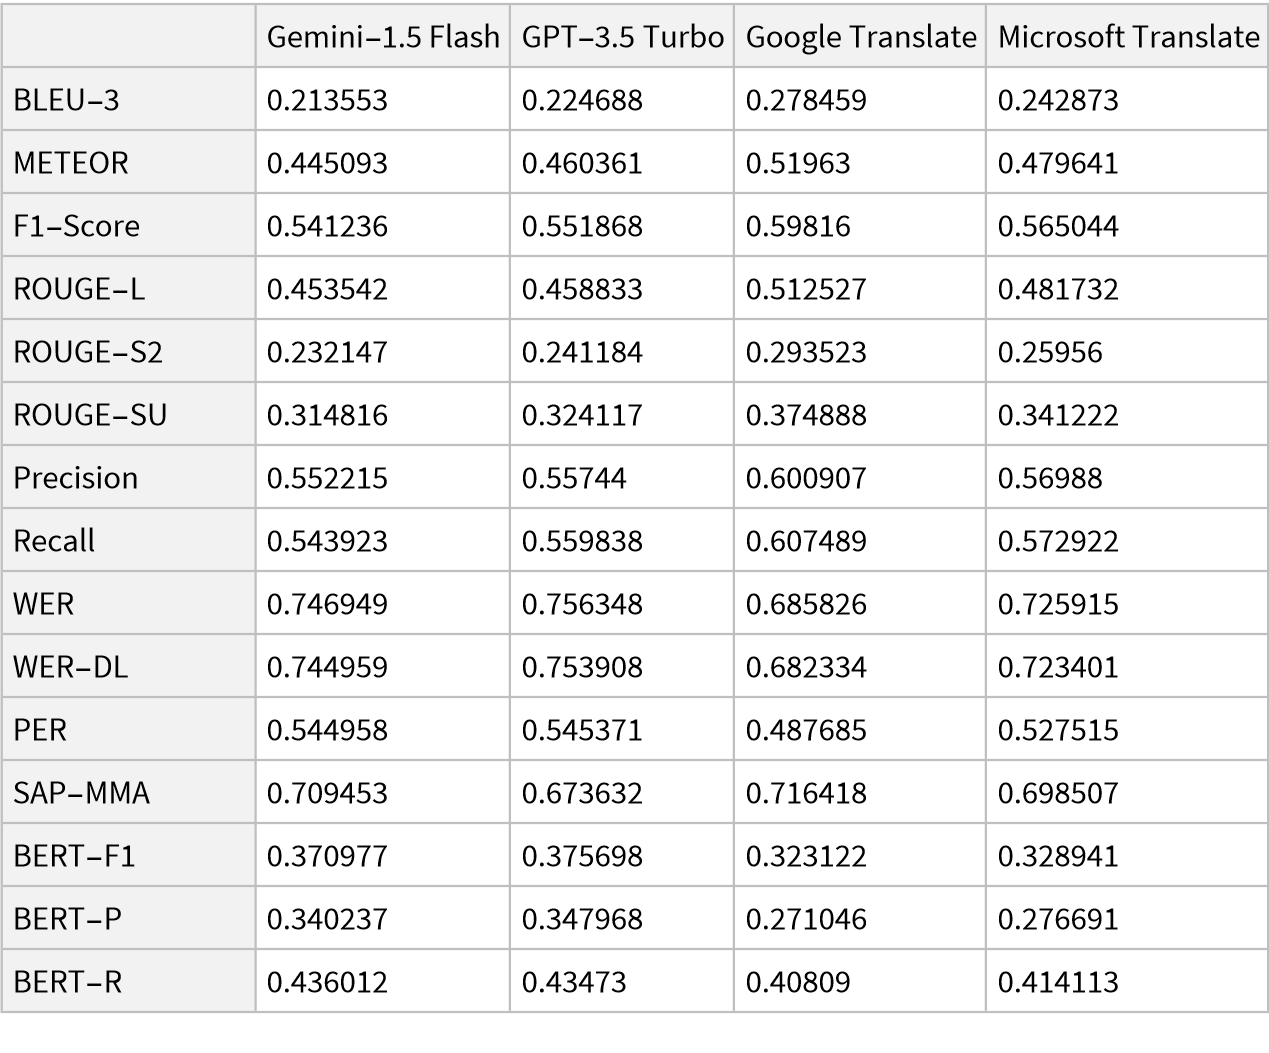 Gemini–1.5 Flash GPT–3.5 Turbo Google Translate Microsoft Translate
BLEU–3 0.213553 0.224688 0.278459 0.242873
METEOR 0.445093 0.460361 0.51963 0.479641
F1–Score 0.541236 0.551868 0.59816 0.565044
ROUGE–L 0.453542 0.458833 0.512527 0.481732
ROUGE–S2 0.232147 0.241184 0.293523 0.25956
ROUGE–SU 0.314816 0.324117 0.374888 0.341222
Precision 0.552215 0.55744 0.600907 0.56988
Recall 0.543923 0.559838 0.607489 0.572922
WER 0.746949 0.756348 0.685826 0.725915
WER–DL 0.744959 0.753908 0.682334 0.723401
PER 0.544958 0.545371 0.487685 0.527515
SAP–MMA 0.709453 0.673632 0.716418 0.698507
BERT–F1 0.370977 0.375698 0.323122 0.328941
BERT–P 0.340237 0.347968 0.271046 0.276691
BERT–R 0.436012 0.43473 0.40809 0.414113